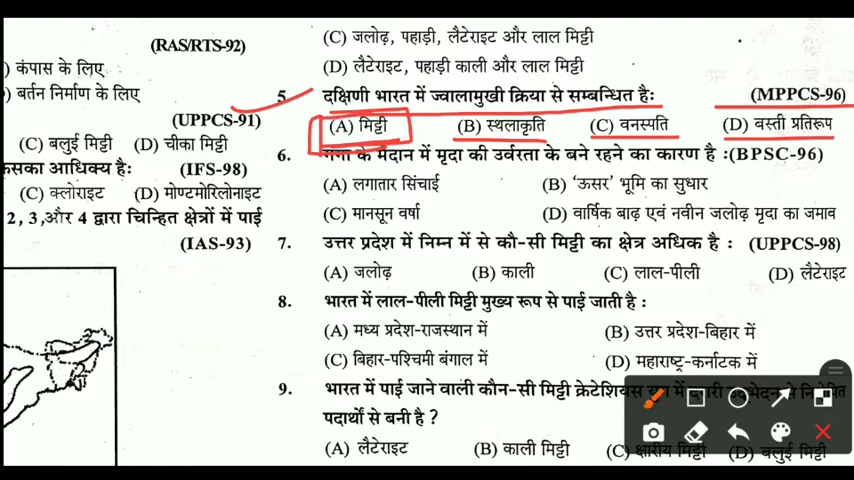 (RAS/RTS-92)
) कंपास के लिए
) बर्तन निर्माण के लिए
(UPPCS-91)
(C) बलुई मिट्टी (D) चीका मिट्टी
कसका आधिक्य है: (IFS-98)
(C) क्लोराइट (D) मोण्टमोरिलोनाइट
2, 3,और 4 द्वारा चिन्हित क्षेत्रों में पाई
(IAS-93)
(C) जलोढ़, पहाड़ी, लैटेराइट और लाल मिट्टी
(D) लैटेराइट, पहाड़ी काली और लाल मिट्टी
5 दक्षिणी भारत में ज्वालामुखी क्रिया से सम्बन्धित हैः (MPPCS-96)
(A) मिट्टी (B) स्थलाकृति (C) वनस्पति (D) बस्ती प्रतिरूप
6. गंगा के मैदान में मृदा की उर्वरता के बने रहने का कारण है :(BPSC-96)
(A) लगातार सिंचाई (B) 'ऊसर' भूमि का सुधार
(C) मानसून वर्षा (D) वार्षिक बाढ़ एवं नवीन जलोढ़ मृदा का जमाव
7. उत्तर प्रदेश में निम्न में से कौ-सी मिट्टी का क्षेत्र अधिक है : (UPPCS-98)
(A) जलोढ़ (B) काली (C) लाल-पीली (D) लैटेराइट
8. भारत में लाल-पीली मिट्टी मुख्य रूप से पाई जाती है :
(A) मध्य प्रदेश-राजस्थान में (B) उत्तर प्रदेश-बिहार में
(C) बिहार-पश्चिमी बंगाल में (D) महाराष्ट्र-कर्नाटक में
9. भारत में पाई जाने वाली कौन-सी मिट्टी क्रेटेशियस युग में
पदार्थों से बनी है ?
(A) लैटेराइट (B) काली मिट्टी (C) क्षारीय मिट्टी (D) बलुई मिट्टी